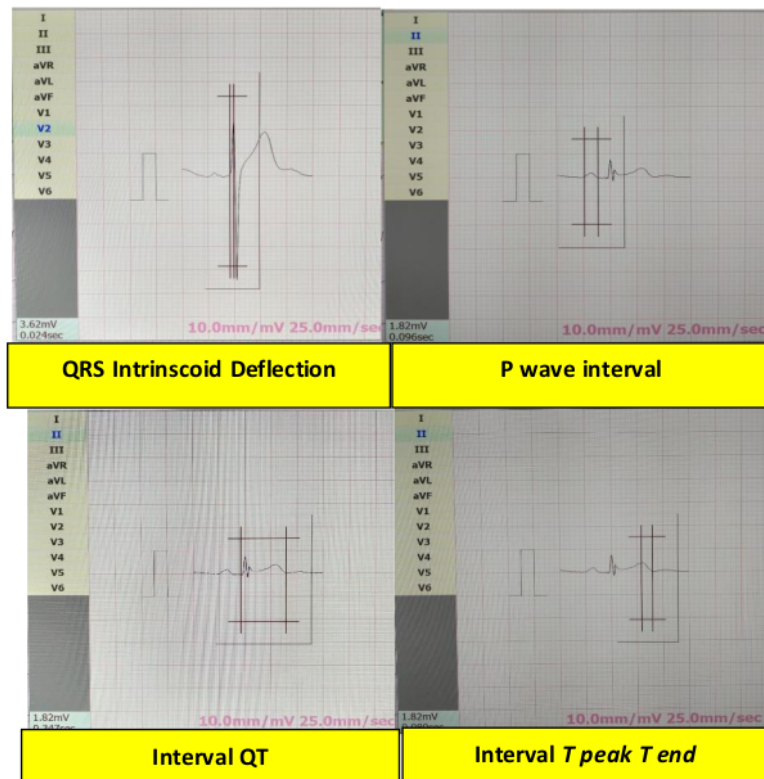 I
II
III
aVR
aVL
aVF
V1
V2
V3
V4
V5
V6
3.62mV
0.024sec
10.0mm/mV 25.0mm/sec
QRS Intrinscoid Deflection
I
II
III
aVR
aVL
aVF
V1
V2
V3
V4
V5
V6
1.82mV
0.096sec
10.0mm/mV 25.0mm/sec
P wave interval
I
II
III
aVR
aVL
aVF
V1
V2
V3
V4
V5
V6
1.82mV
0.347sec
10.0mm/mV 25.0mm/sec
Interval QT
I
II
III
aVR
aVL
aVF
V1
V2
V3
V4
V5
V6
1.82mV
0.089sec
10.0mm/mV 25.0mm/sec
Interval T peak T end